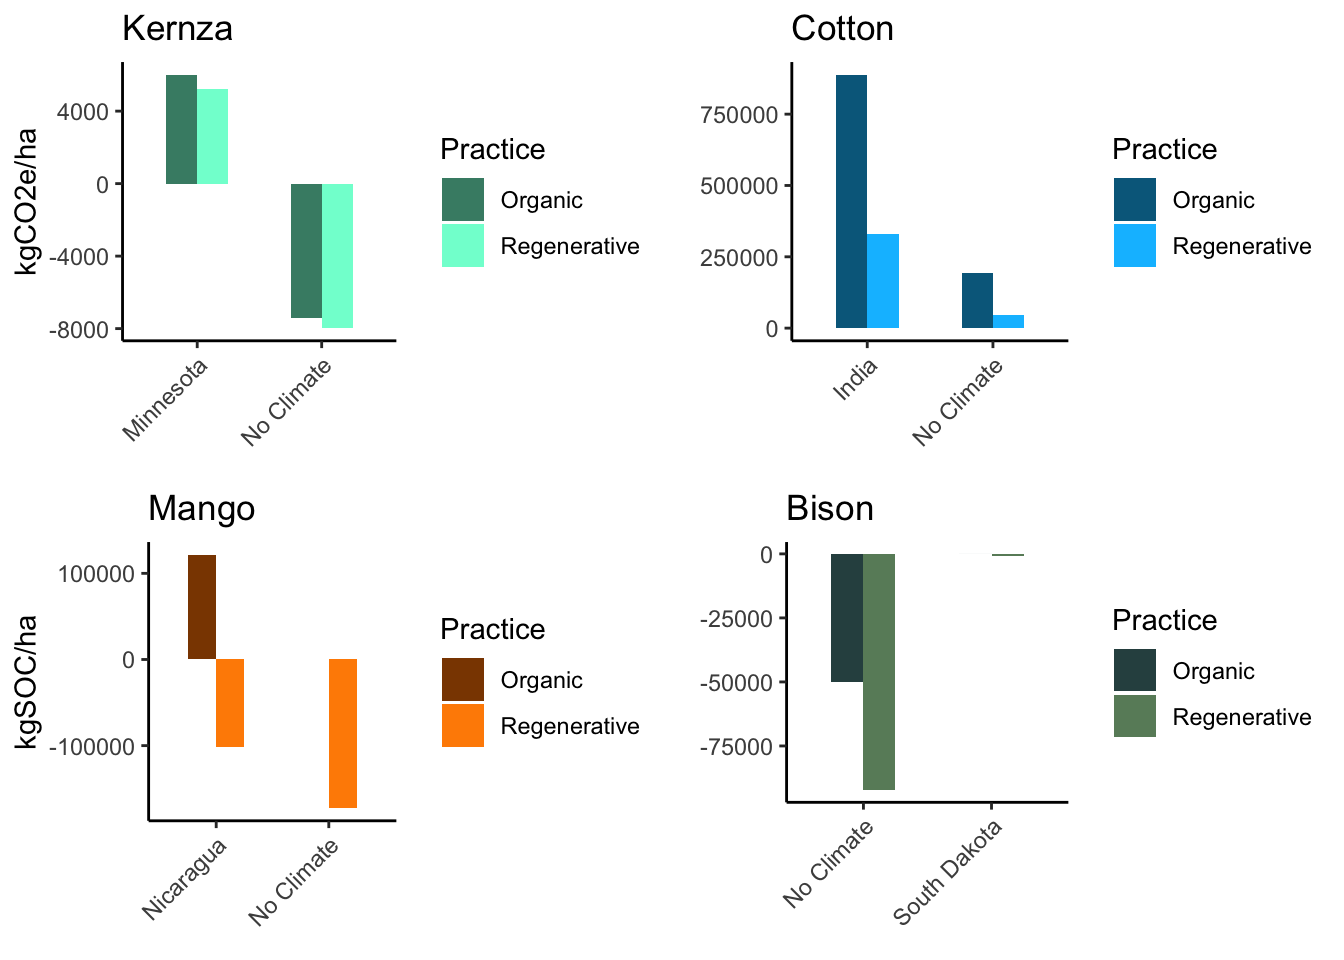 Kernza
kgCO2e/ha
4000
0
-4000
-8000
Minnesota
No Climate
Practice
Organic
Regenerative
Cotton
750000
500000
250000
0
India
No Climate
Practice
Organic
Regenerative
Mango
kgSOC/ha
100000
0
-100000
Nicaragua
No Climate
Practice
Organic
Regenerative
Bison
0
-25000
-50000
-75000
No Climate
South Dakota
Practice
Organic
Regenerative